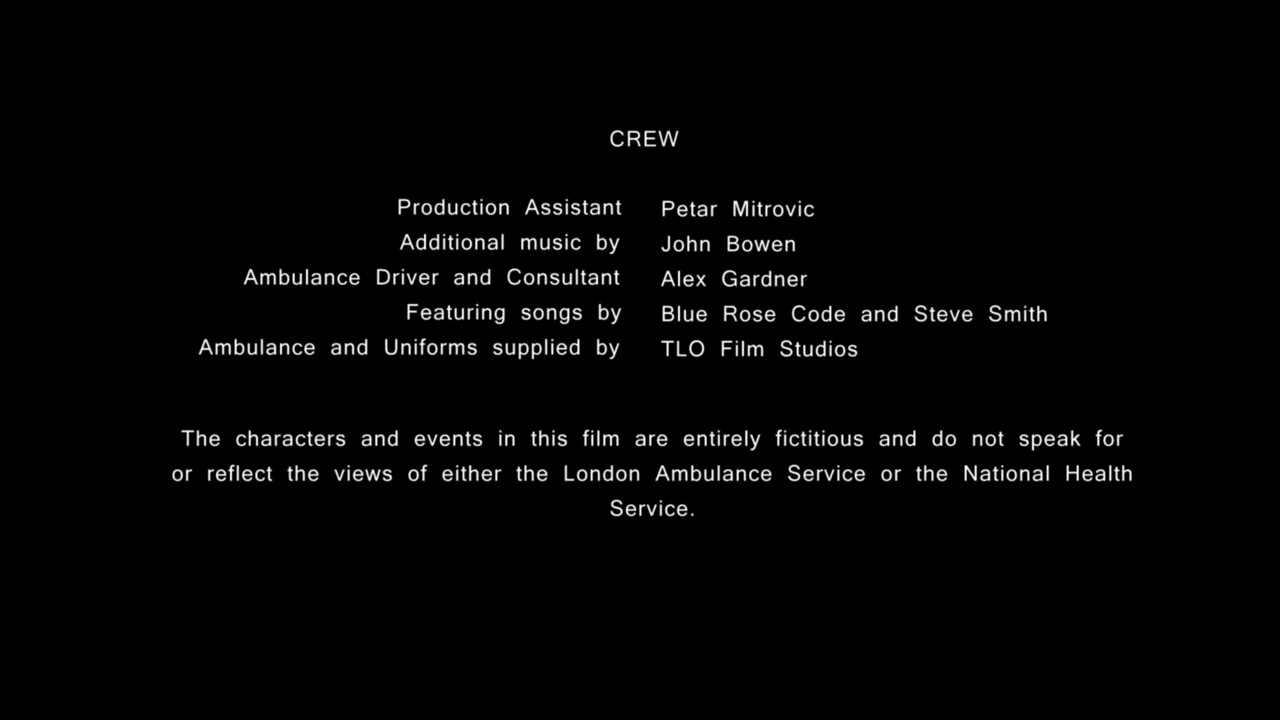 CREW
Production Assistant Petar Mitrovic
Additional music by John Bowen
Ambulance Driver and Consultant Alex Gardner
Featuring songs by Blue Rose Code and Steve Smith
Ambulance and Uniforms supplied by TLO Film Studios
The characters and events in this film are entirely fictitious and do not speak for
or reflect the views of either the London Ambulance Service or the National Health
Service.